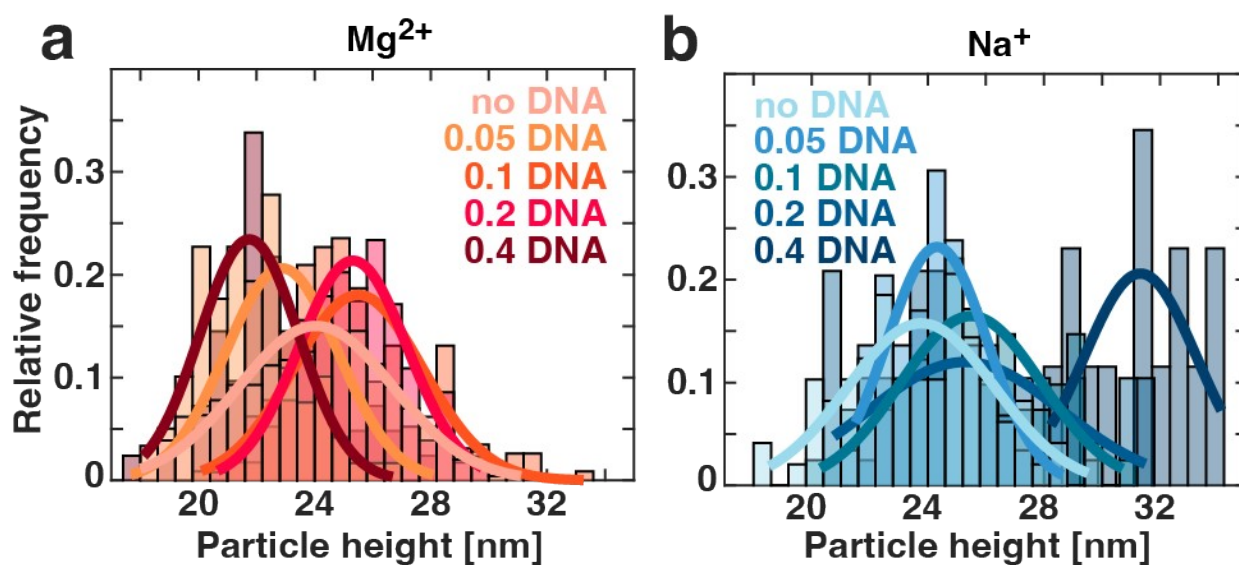 a
Mg²⁺
Relative frequency
0.3
0.2
0.1
0
no DNA
0.05 DNA
0.1 DNA
0.2 DNA
0.4 DNA
20 24 28 32
Particle height [nm]
b
Na⁺
0.3
0.2
0.1
0
no DNA
0.05 DNA
0.1 DNA
0.2 DNA
0.4 DNA
20 24 28 32
Particle height [nm]